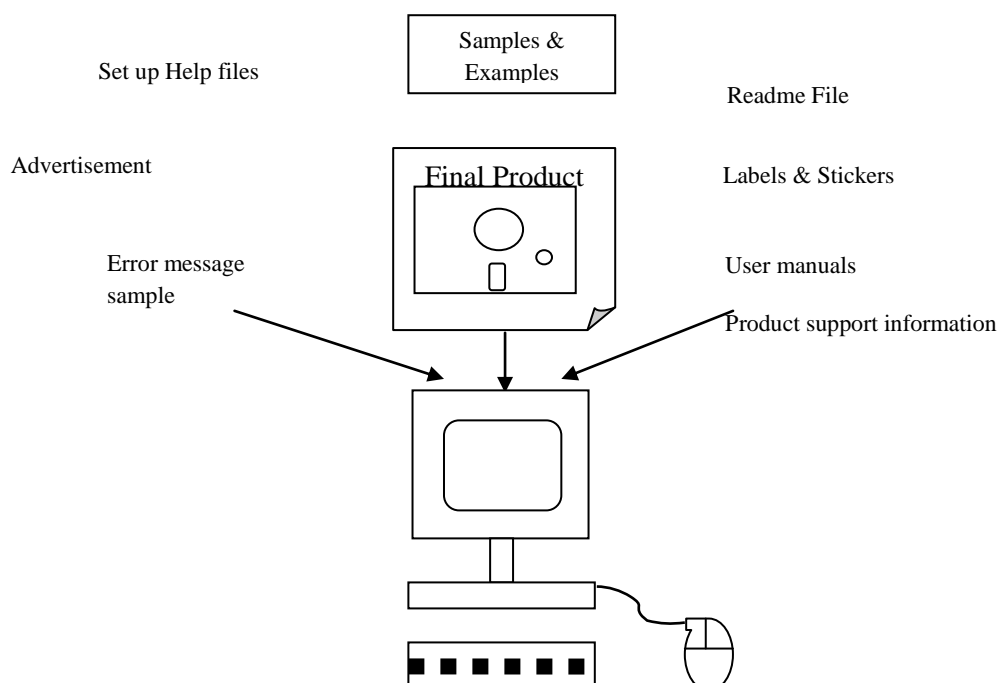 Samples &
Examples
Set up Help files
Readme File
Advertisement
Final Product
Labels & Stickers
Error message
sample
User manuals
Product support information